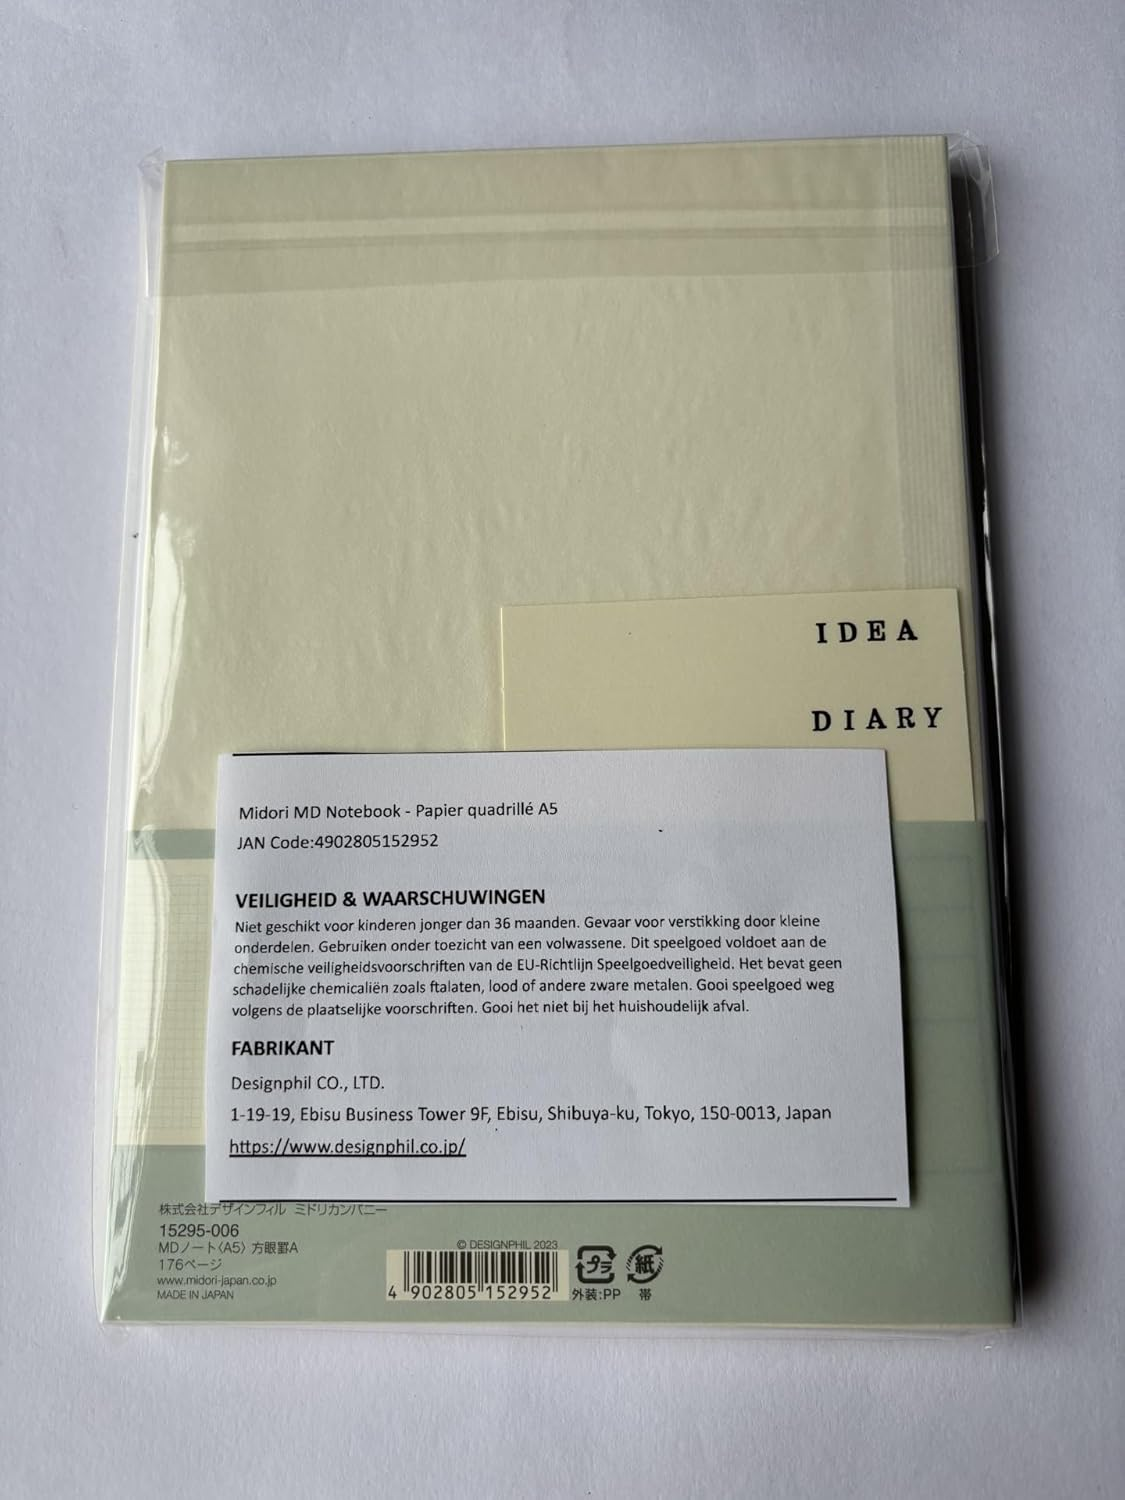 IDEA
DIARY
Midori MD Notebook - Papier quadrillé A5
JAN Code:4902805152952
VEILIGHEID & WAARSCHUWINGEN
Niet geschikt voor kinderen jonger dan 36 maanden. Gevaar voor verstikking door kleine
onderdelen. Gebruiken onder toezicht van een volwassene. Dit speelgoed voldoet aan de
chemische veiligheidsvoorschriften van de EU-Richtlijn Speelgoedveiligheid. Het bevat geen
schadelijke chemicaliën zoals ftalaten, lood of andere zware metalen. Gooi speelgoed weg
volgens de plaatselijke voorschriften. Gooi het niet bij het huishoudelijk afval.
FABRIKANT
Designphil CO., LTD.
1-19-19, Ebisu Business Tower 9F, Ebisu, Shibuya-ku, Tokyo, 150-0013, Japan
https://www.designphil.co.jp/
株式会社デザインフィル ミドリカンパニー
15295-006
MDノート〈A5〉方眼罫A
176ページ
www.midori-japan.co.jp
MADE IN JAPAN
© DESIGNPHIL 2023
4 902805 152952
プラ
外装:PP
紙
帯